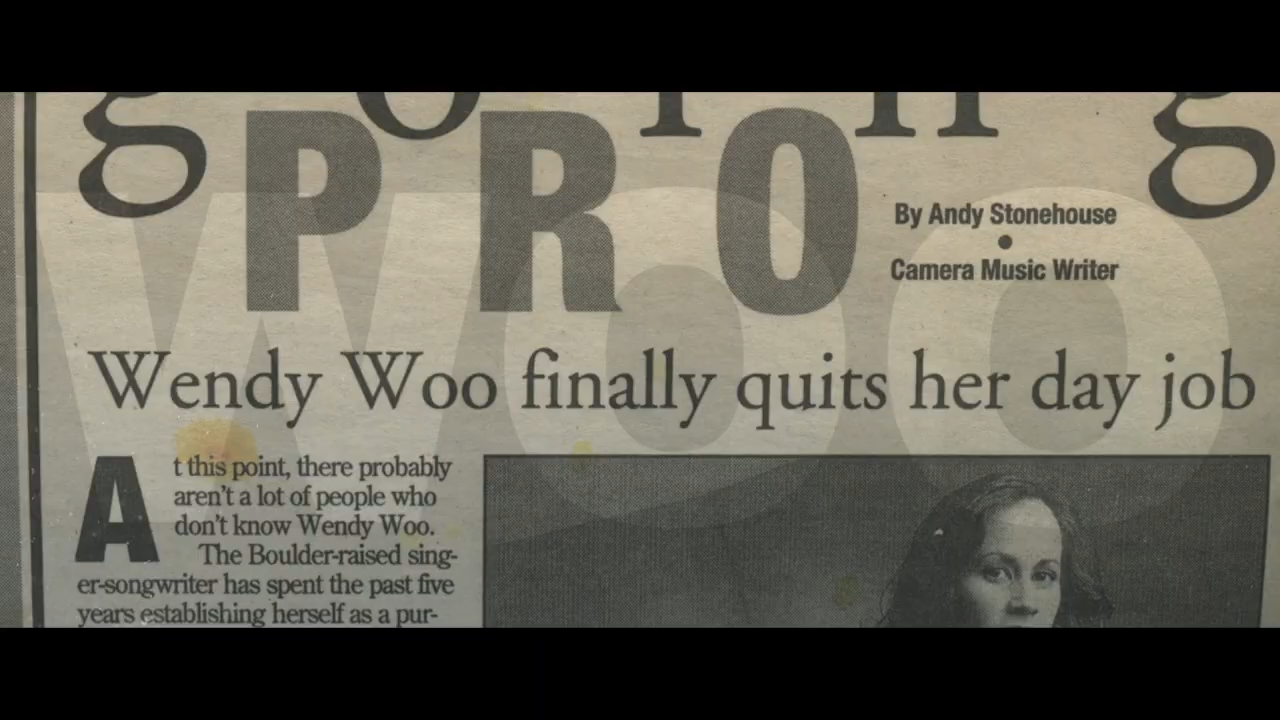 going
PRO
By Andy Stonehouse
•
Camera Music Writer
WOO
Wendy Woo finally quits her day job
At this point, there probably
aren't a lot of people who
don't know Wendy Woo.
The Boulder-raised sing-
er-songwriter has spent the past five
years establishing herself as a pur-